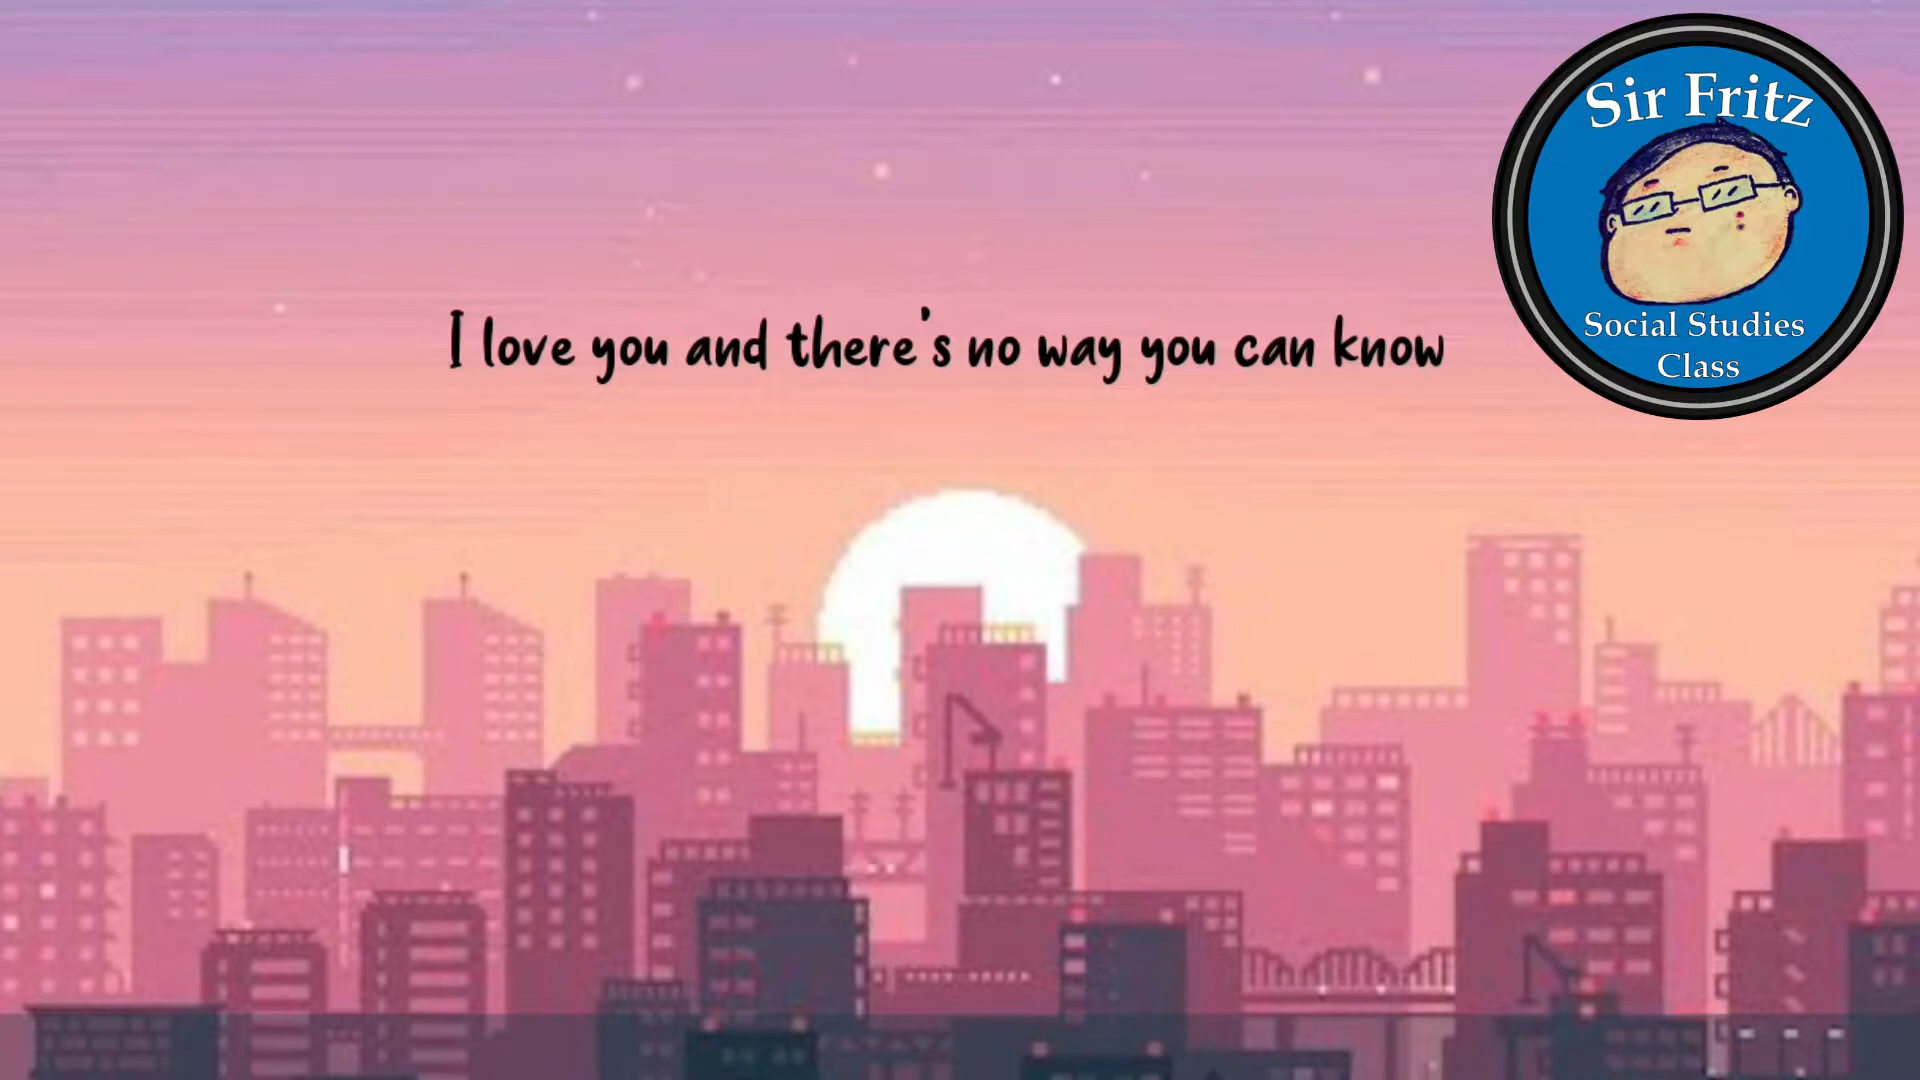 Sir Fritz
I love you and there's no way you can know
Social Studies
Class